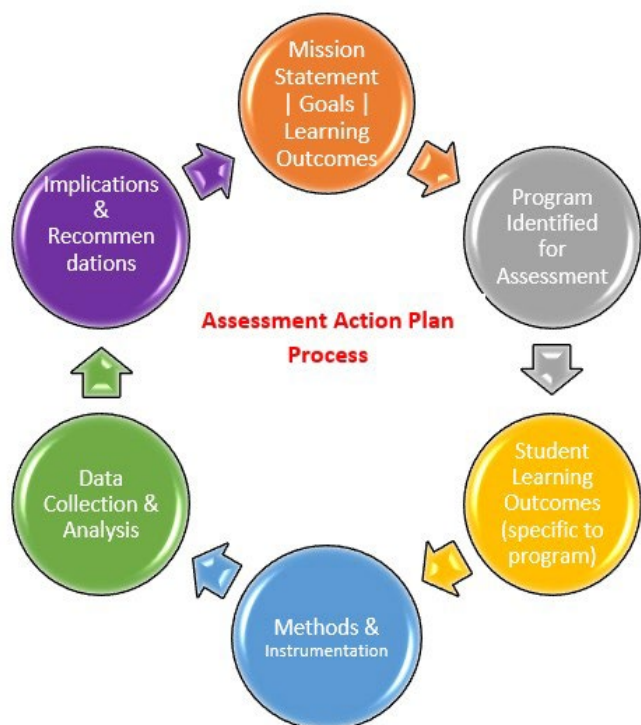 Mission
Statement
| Goals |
Learning
Outcomes
Program
Identified
for
Assessment
Student
Learning
Outcomes
(specific to
program)
Methods &
Instrumentation
Data
Collection &
Analysis
Implications
&
Recommen
dations
Assessment Action Plan
Process